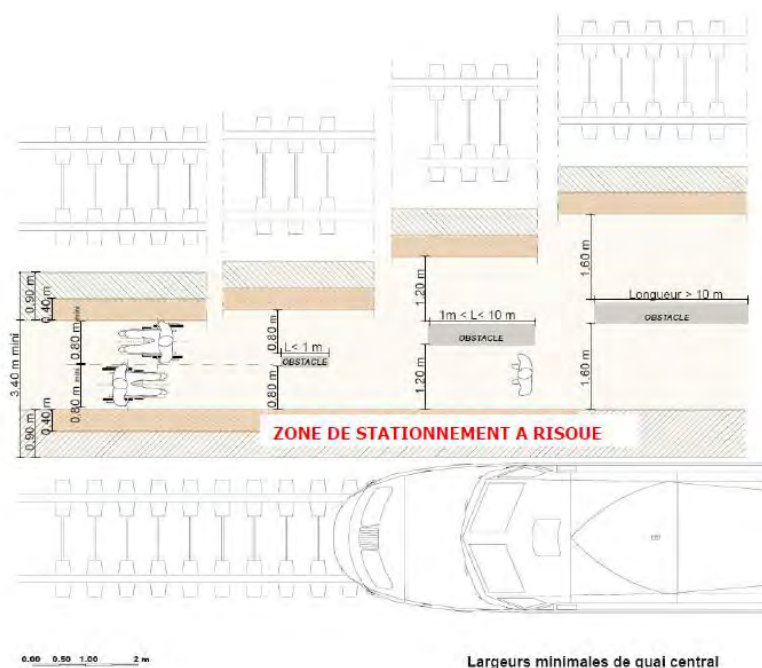 3.40 m mini
0.90 m
0.40 m
0.80 m mini
0.80 m mini
0.40 m
0.90 m
0.80 m
L< 1 m
OBSTACLE
0.80 m
1.20 m
1m < L< 10 m
OBSTACLE
1.20 m
1,60 m
Longueur > 10 m
OBSTACLE
1,60 m
ZONE DE STATIONNEMENT A RISQUE
0.00 0.50 1.00 2 m
Largeurs minimales de quai central